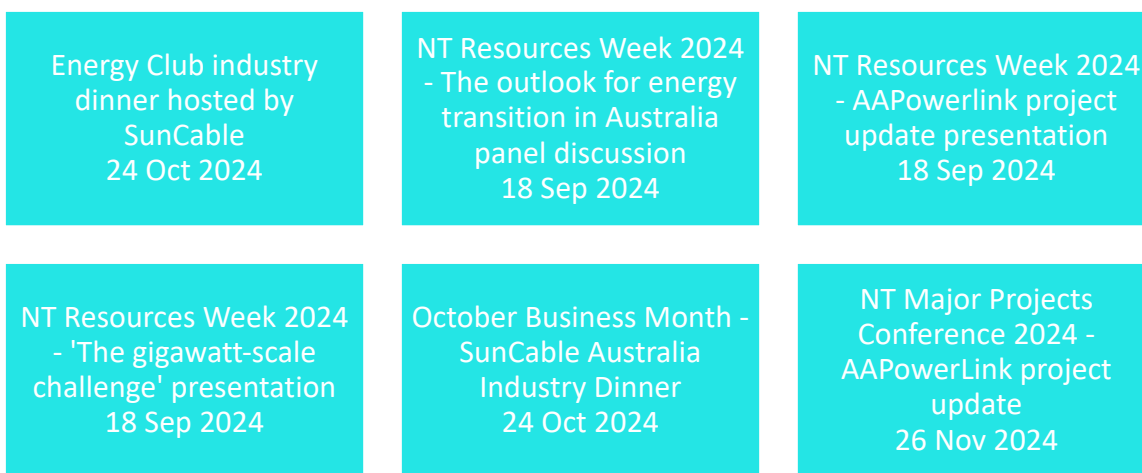 Energy Club industry
dinner hosted by
SunCable
24 Oct 2024
NT Resources Week 2024
- The outlook for energy
transition in Australia
panel discussion
18 Sep 2024
NT Resources Week 2024
- AAPowerlink project
update presentation
18 Sep 2024
NT Resources Week 2024
- 'The gigawatt-scale
challenge' presentation
18 Sep 2024
October Business Month -
SunCable Australia
Industry Dinner
24 Oct 2024
NT Major Projects
Conference 2024 -
AAPowerLink project
update
26 Nov 2024